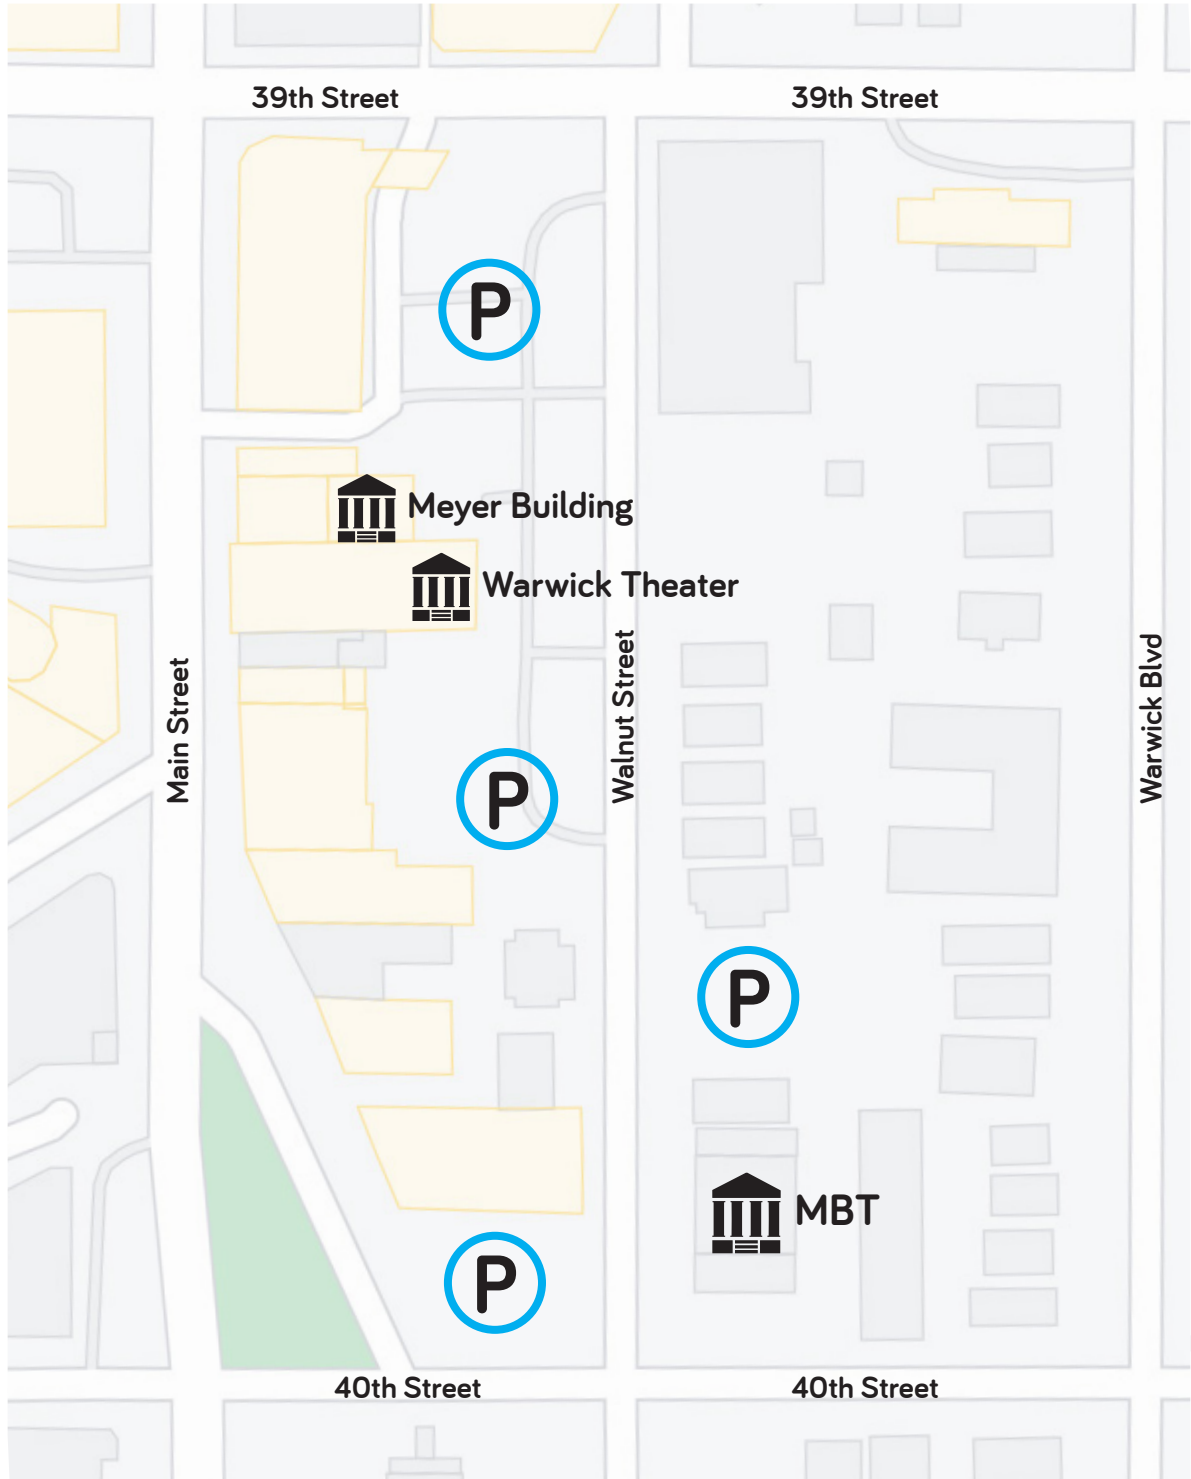 39th Street
39th Street
P
Meyer Building
Warwick Theater
Main Street
Walnut Street
Warwick Blvd
P
P
MBT
P
40th Street
40th Street